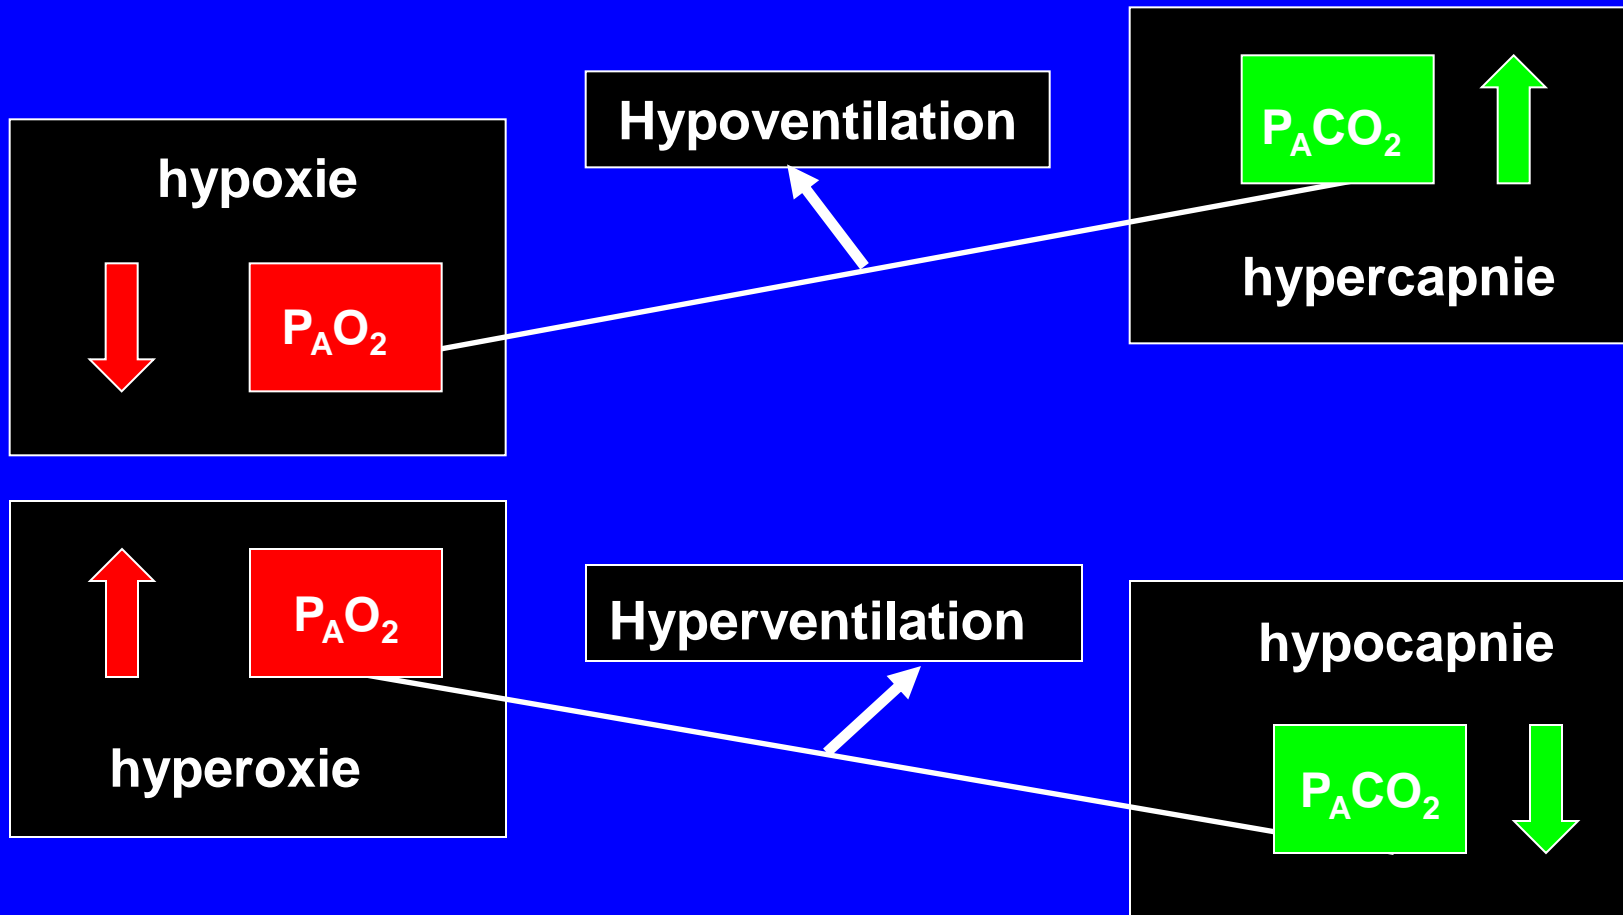 Hypoventilation
hypoxie
PAO2
PACO2
hypercapnie
PAO2
hyperoxie
Hyperventilation
hypocapnie
PACO2